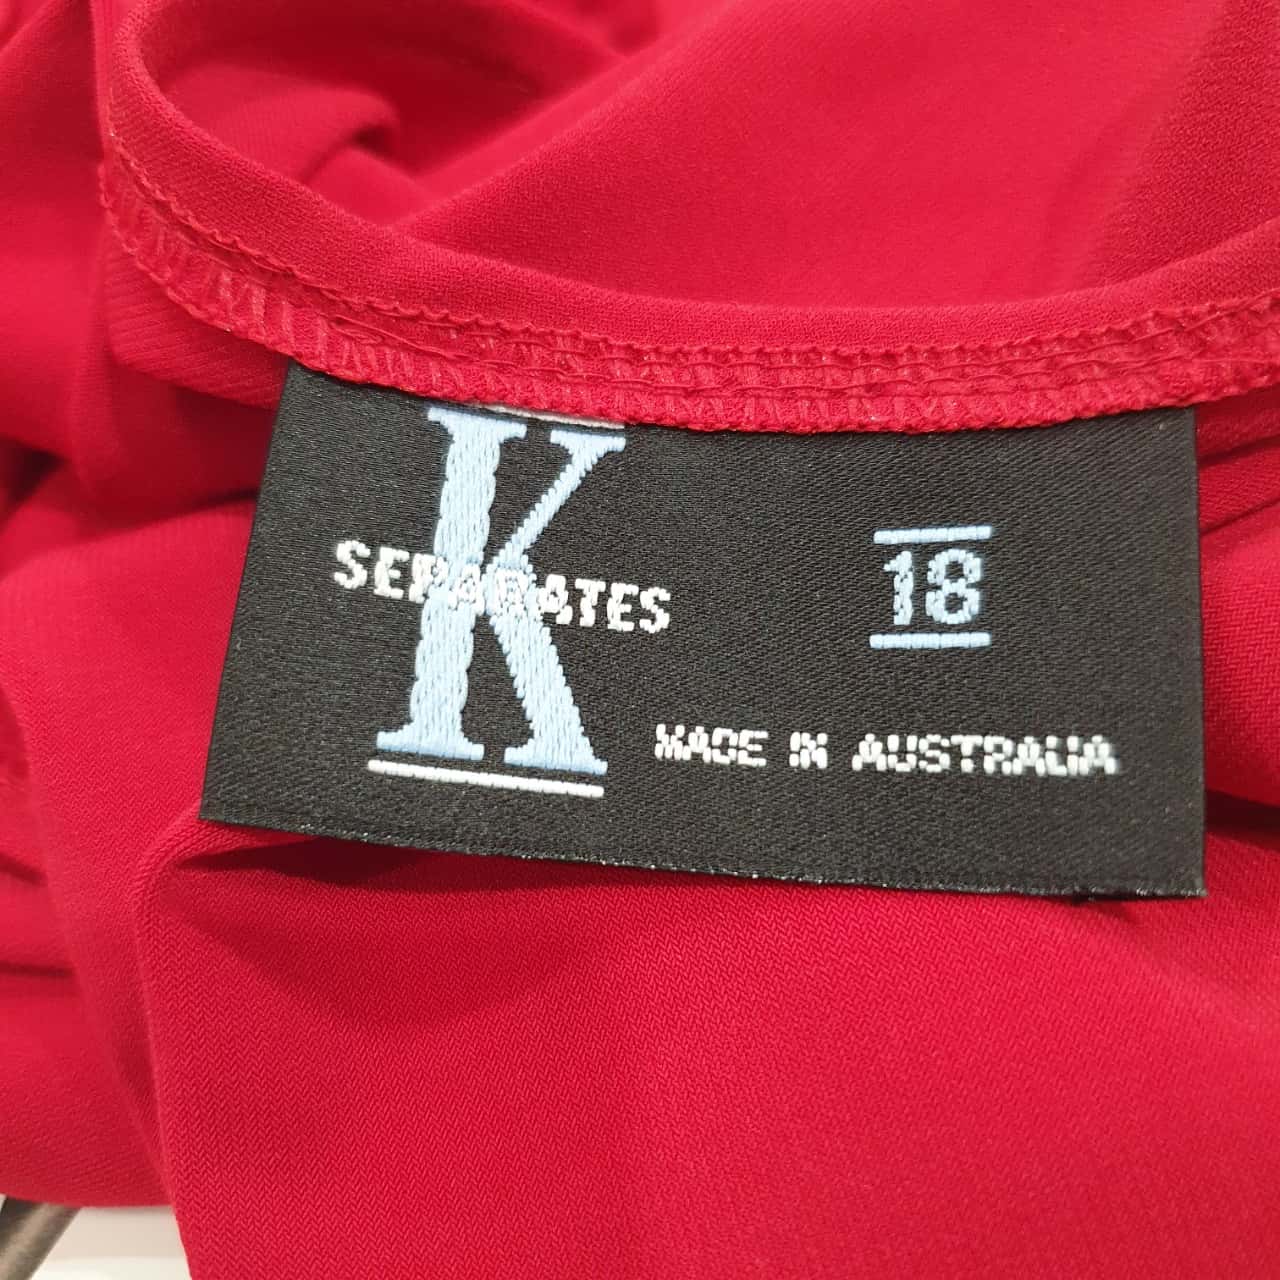 K
SEPARATES
18
MADE IN AUSTRALIA